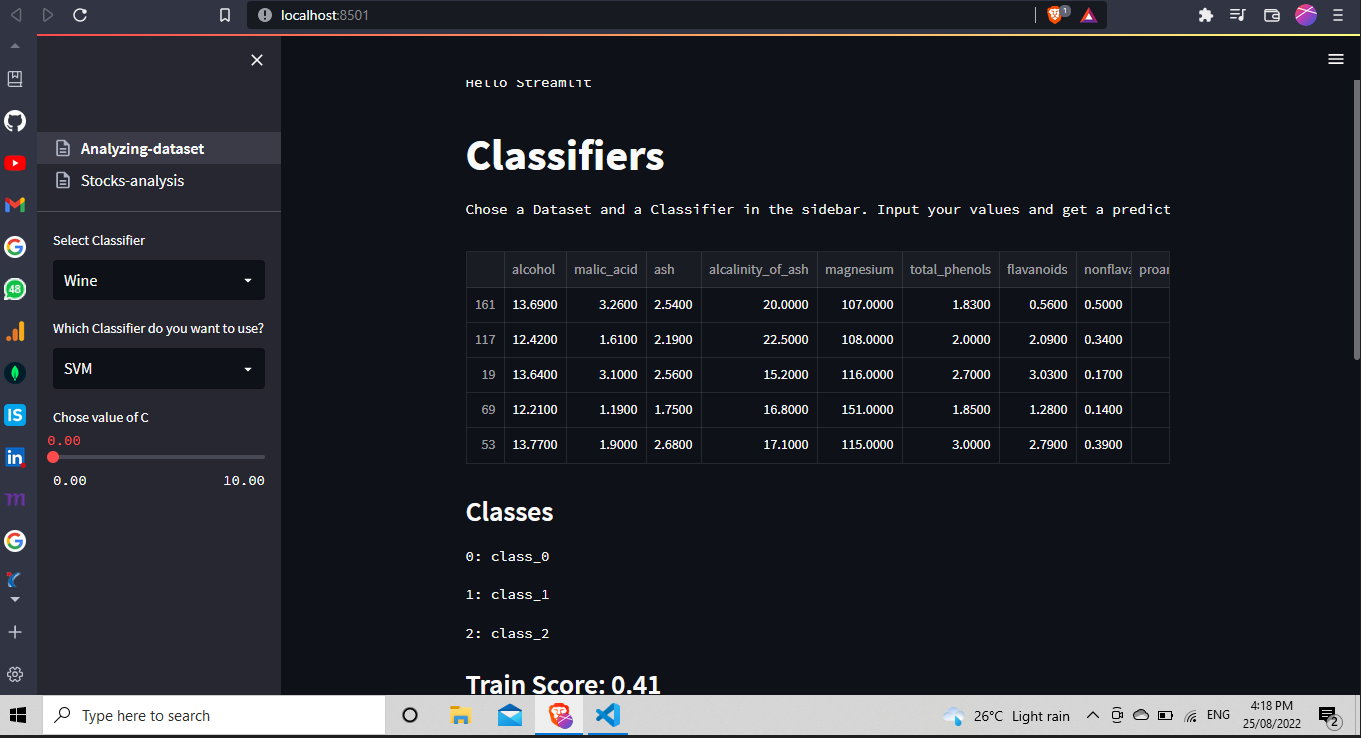 localhost:8501
1
Hello Streamlit
Analyzing-dataset
Stocks-analysis
Select Classifier
Wine
Which Classifier do you want to use?
SVM
Chose value of C
0.00
0.00 10.00
Classifiers
Chose a Dataset and a Classifier in the sidebar. Input your values and get a predict
alcohol malic_acid ash alcalinity_of_ash magnesium total_phenols flavanoids nonflava proar
161 13.6900 3.2600 2.5400 20.0000 107.0000 1.8300 0.5600 0.5000
117 12.4200 1.6100 2.1900 22.5000 108.0000 2.0000 2.0900 0.3400
19 13.6400 3.1000 2.5600 15.2000 116.0000 2.7000 3.0300 0.1700
69 12.2100 1.1900 1.7500 16.8000 151.0000 1.8500 1.2800 0.1400
53 13.7700 1.9000 2.6800 17.1000 115.0000 3.0000 2.7900 0.3900
Classes
0: class_0
1: class_1
2: class_2
Train Score: 0.41
48
IS
in
m
Type here to search
26°C Light rain
ENG
4:18 PM
25/08/2022
2